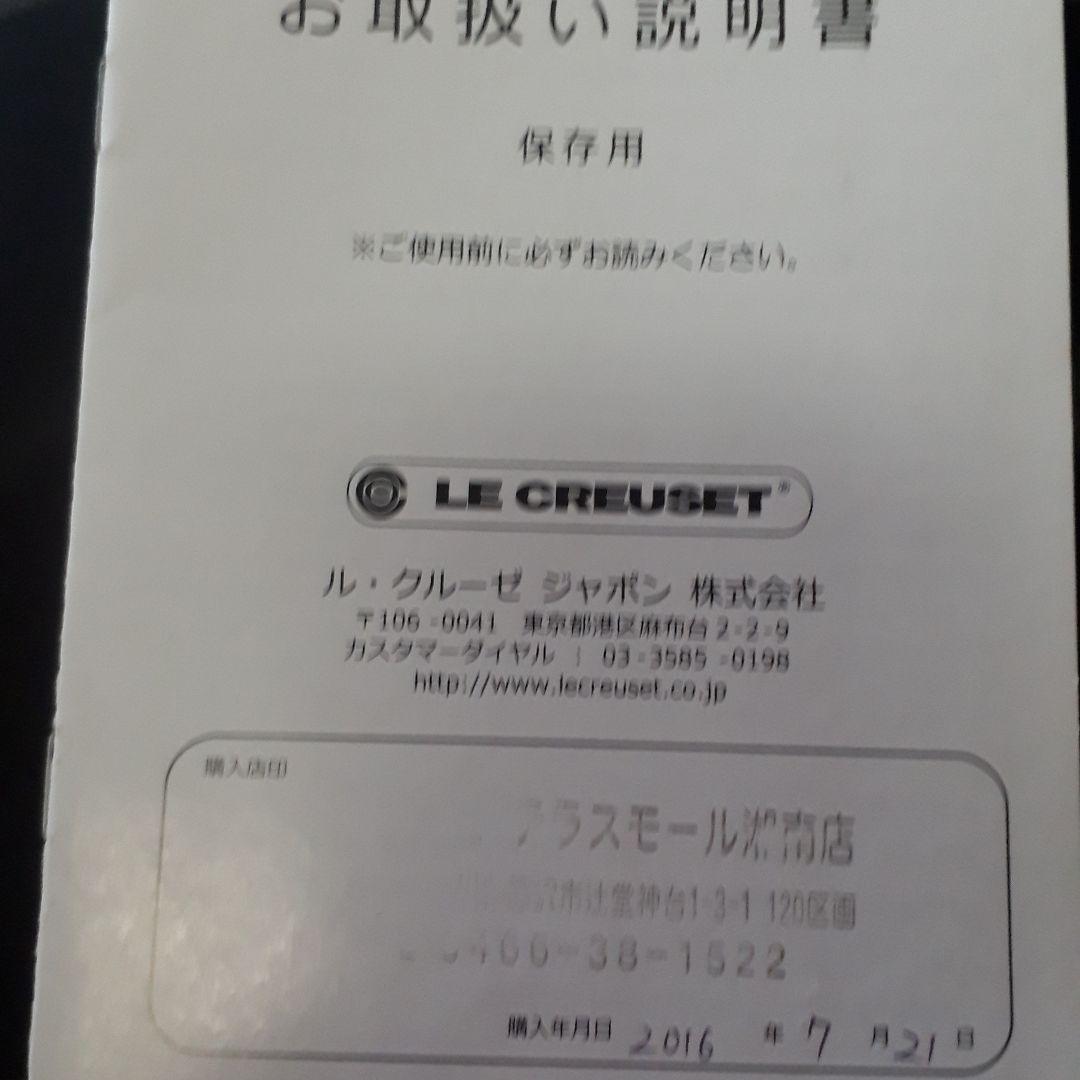 お取扱い説明書
保存用
※ご使用前に必ずお読みください。
LE CREUSET®
ル・クルーゼ ジャポン 株式会社
〒106-0041 東京都港区麻布台2-2-9
カスタマーダイヤル : 03-3585-0198
http://www.lecreuset.co.jp
購入店印
テラスモール湘南店
市辻堂神台1-3-1 120区画
0466-38-1522
購入年月日 2016 年 7 月 21 日